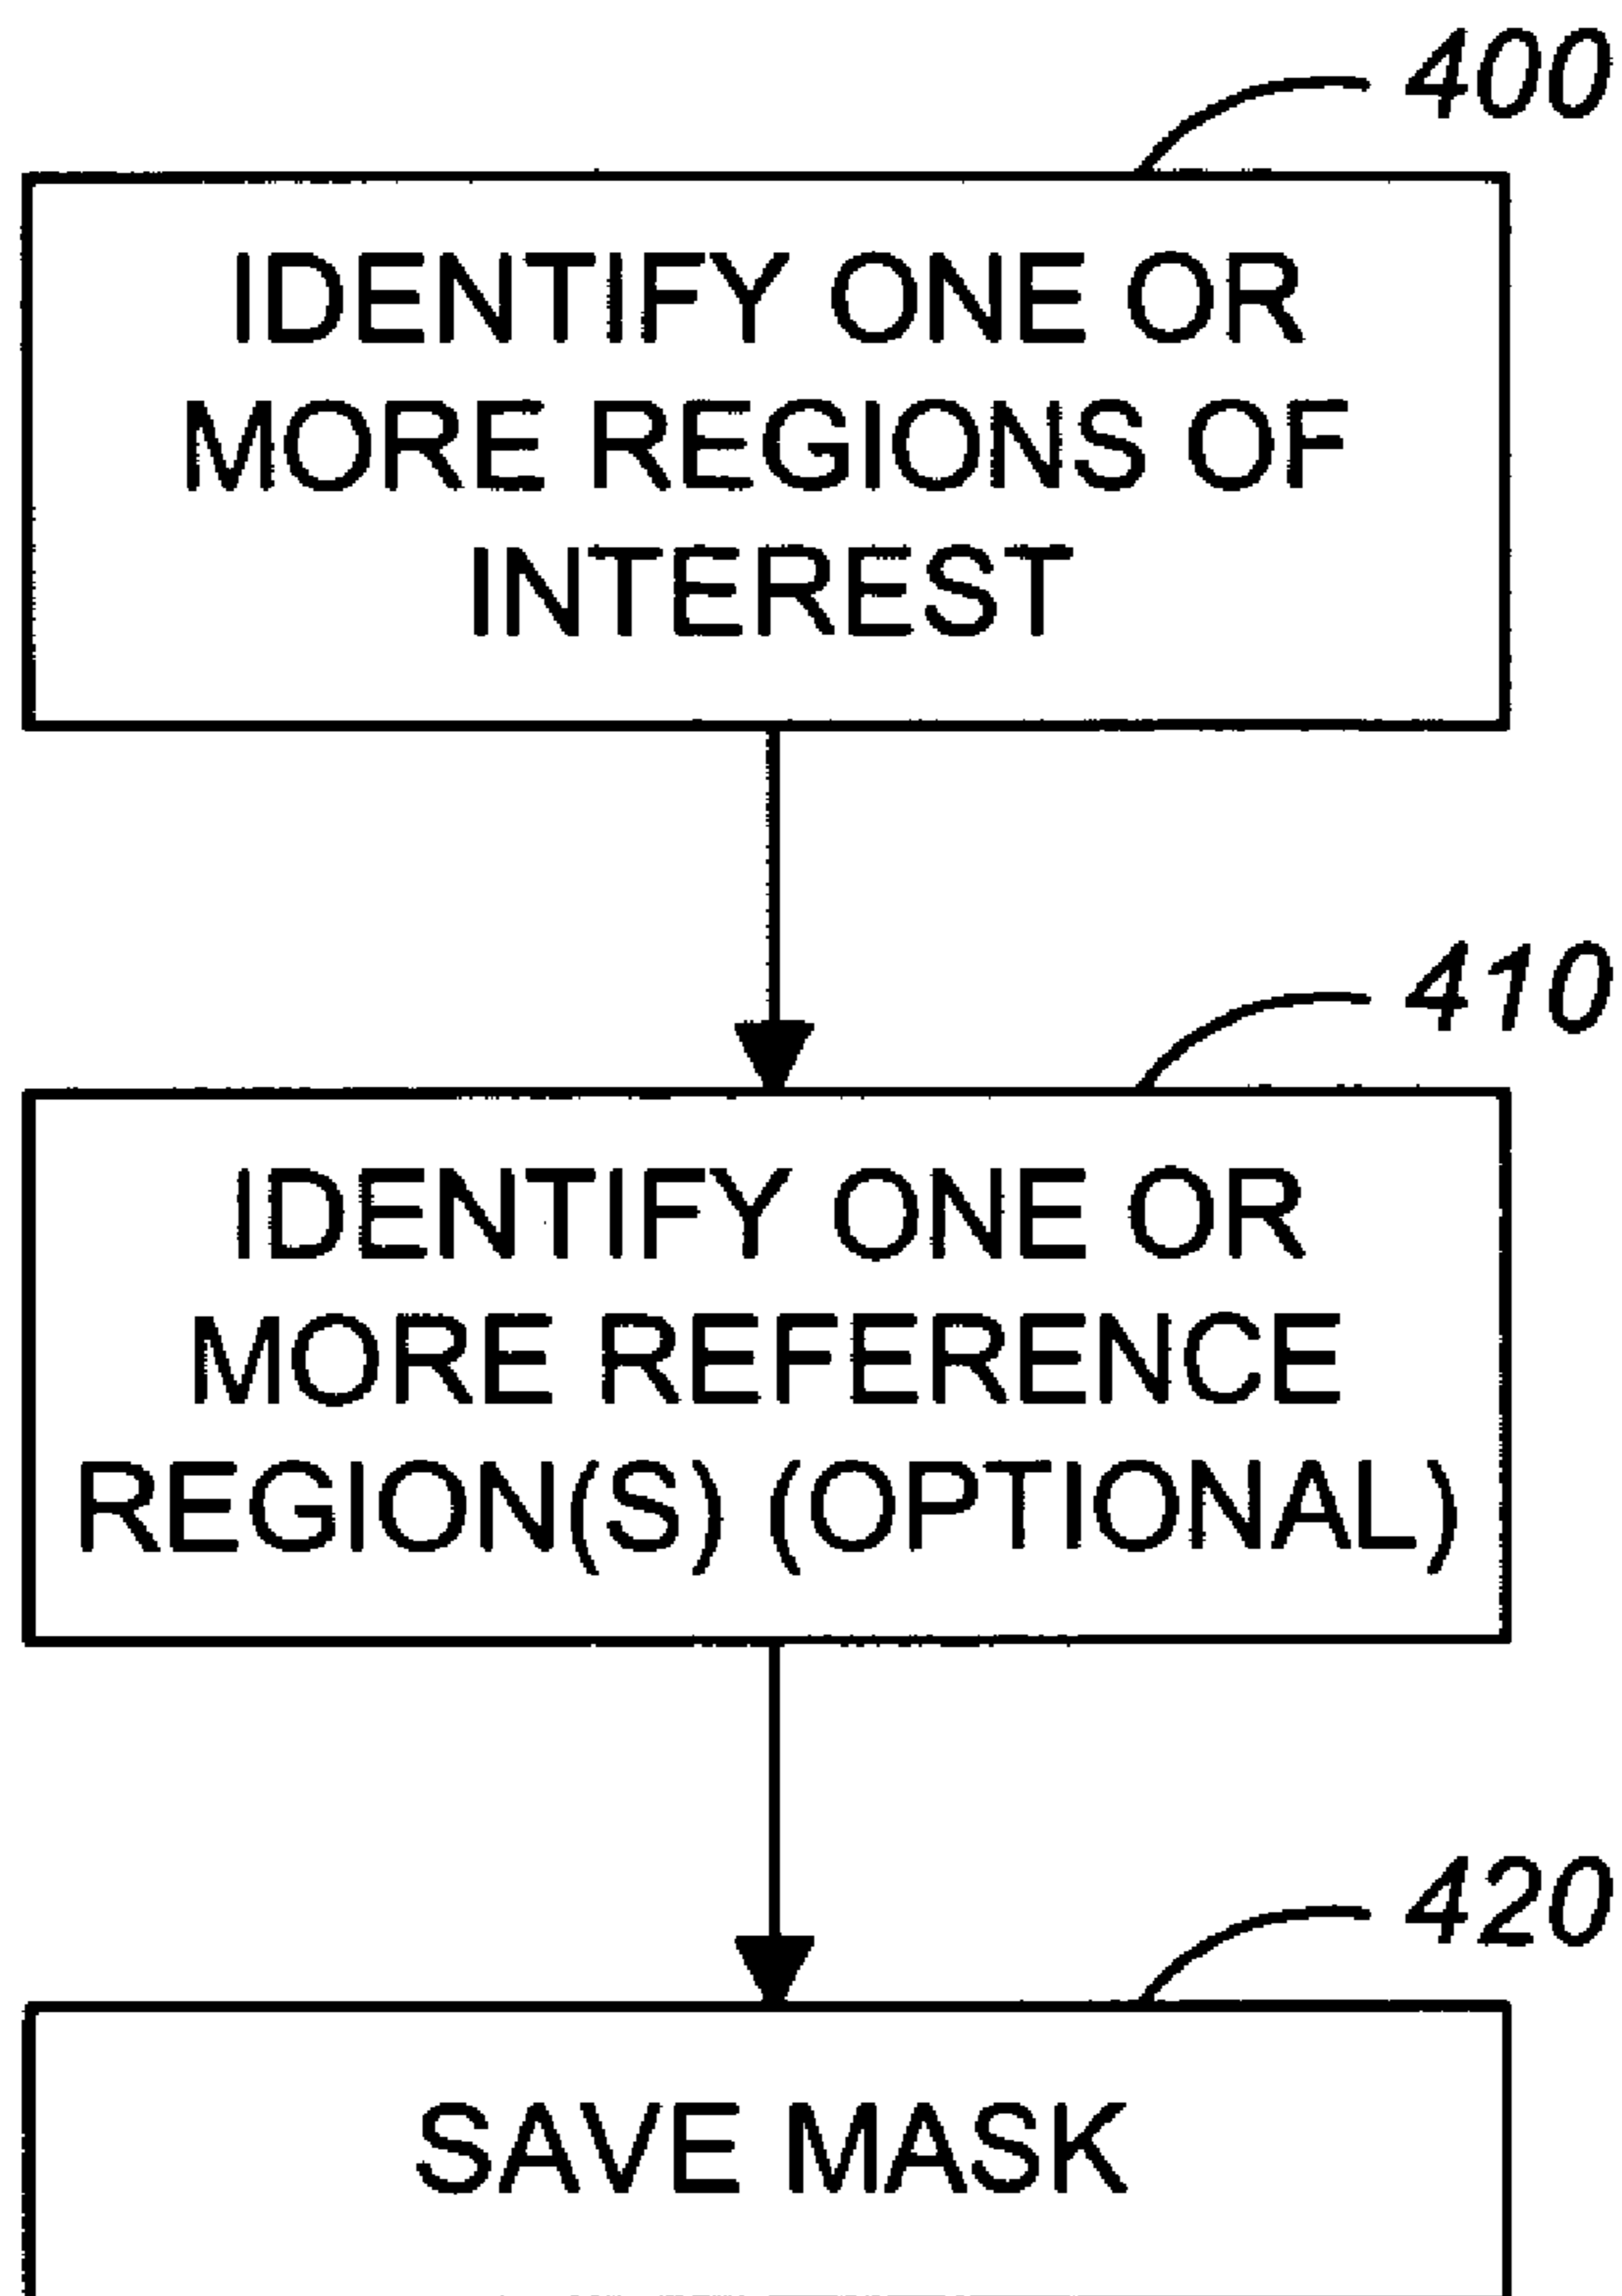 400
IDENTIFY ONE OR
MORE REGIONS OF
INTEREST
410
IDENTIFY ONE OR
MORE REFERENCE
REGION(S) (OPTIONAL)
420
SAVE MASK